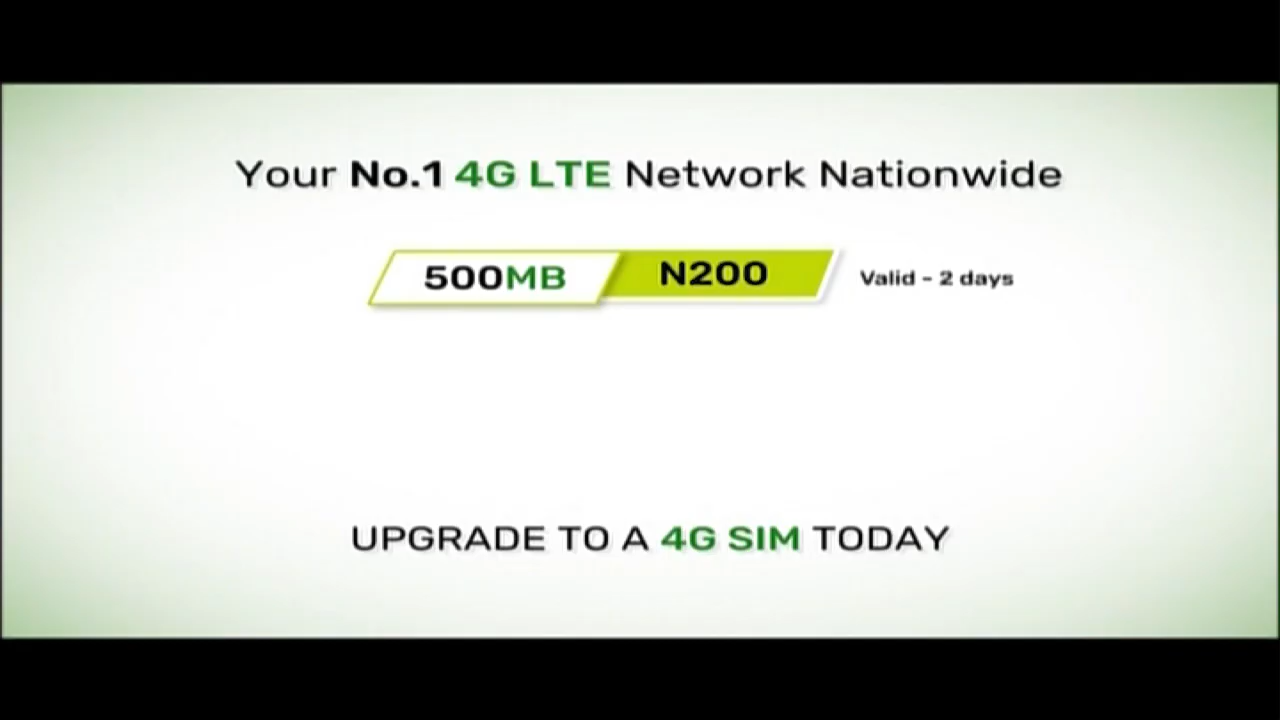 Your No.1 4G LTE Network Nationwide
500MB N200 Valid - 2 days
UPGRADE TO A 4G SIM TODAY